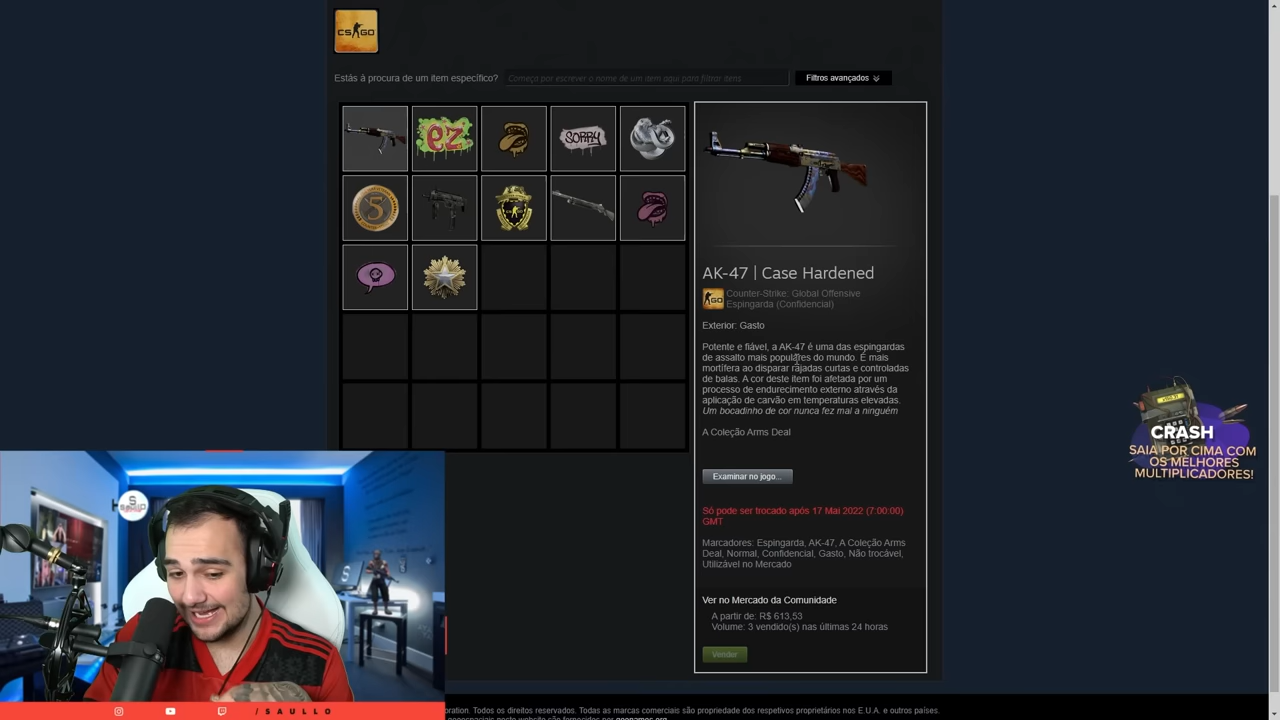 CS GO
Estás à procura de um item específico?
Começa por escrever o nome de um item aqui para filtrar itens
Filtros avançados
ez
SORRY
5
AK-47 | Case Hardened
GO
Counter-Strike: Global Offensive
Espingarda (Confidencial)
Exterior: Gasto
Potente e fiável, a AK-47 é uma das espingardas
de assalto mais populares do mundo. É mais
mortífera ao disparar rajadas curtas e controladas
de balas. A cor deste item foi afetada por um
processo de endurecimento externo através da
aplicação de carvão em temperaturas elevadas.
Um bocadinho de cor nunca fez mal a ninguém
A Coleção Arms Deal
Examinar no jogo...
Só pode ser trocado após 17 Mai 2022 (7:00:00)
GMT
Marcadores: Espingarda, AK-47, A Coleção Arms
Deal, Normal, Confidencial, Gasto, Não trocável,
Utilizável no Mercado
Ver no Mercado da Comunidade
A partir de: R$ 613,53
Volume: 3 vendido(s) nas últimas 24 horas
Vender
CRASH
SAIA POR CIMA COM
OS MELHORES
MULTIPLICADORES!
/SAULLO
oration. Todos os direitos reservados. Todas as marcas comerciais são propriedade dos respetivos proprietários nos E.U.A. e outros países.